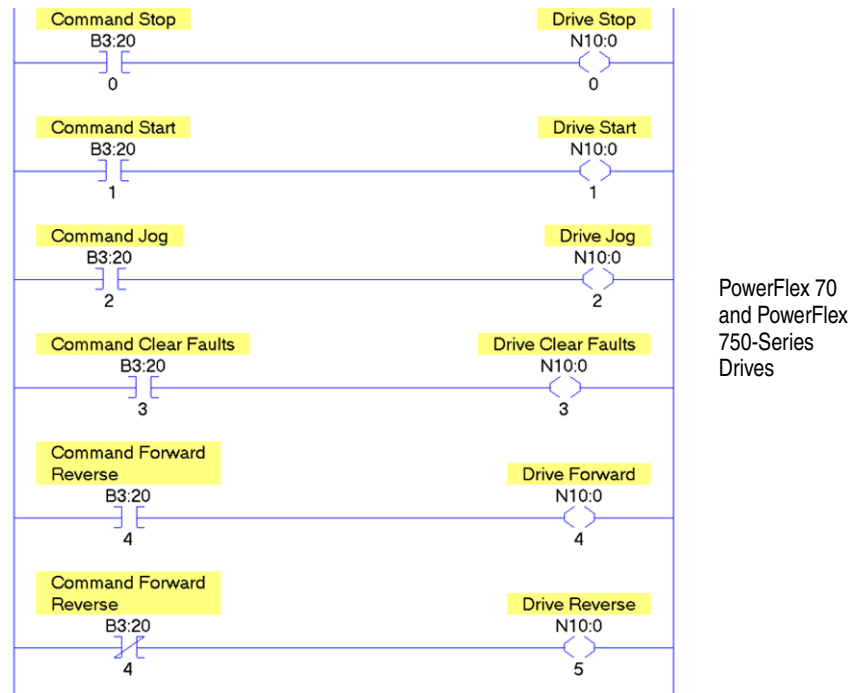 Command Stop
Drive Stop
B3:20
N10:0
0
0
Command Start
Drive Start
B3:20
N10:0
1
1
Command Jog
Drive Jog
B3:20
N10:0
2
2
PowerFlex 70
and PowerFlex
750-Series
Drives
Command Clear Faults
Drive Clear Faults
B3:20
N10:0
3
3
Command Forward
Reverse
Drive Forward
B3:20
N10:0
4
4
Command Forward
Reverse
Drive Reverse
B3:20
N10:0
4
5